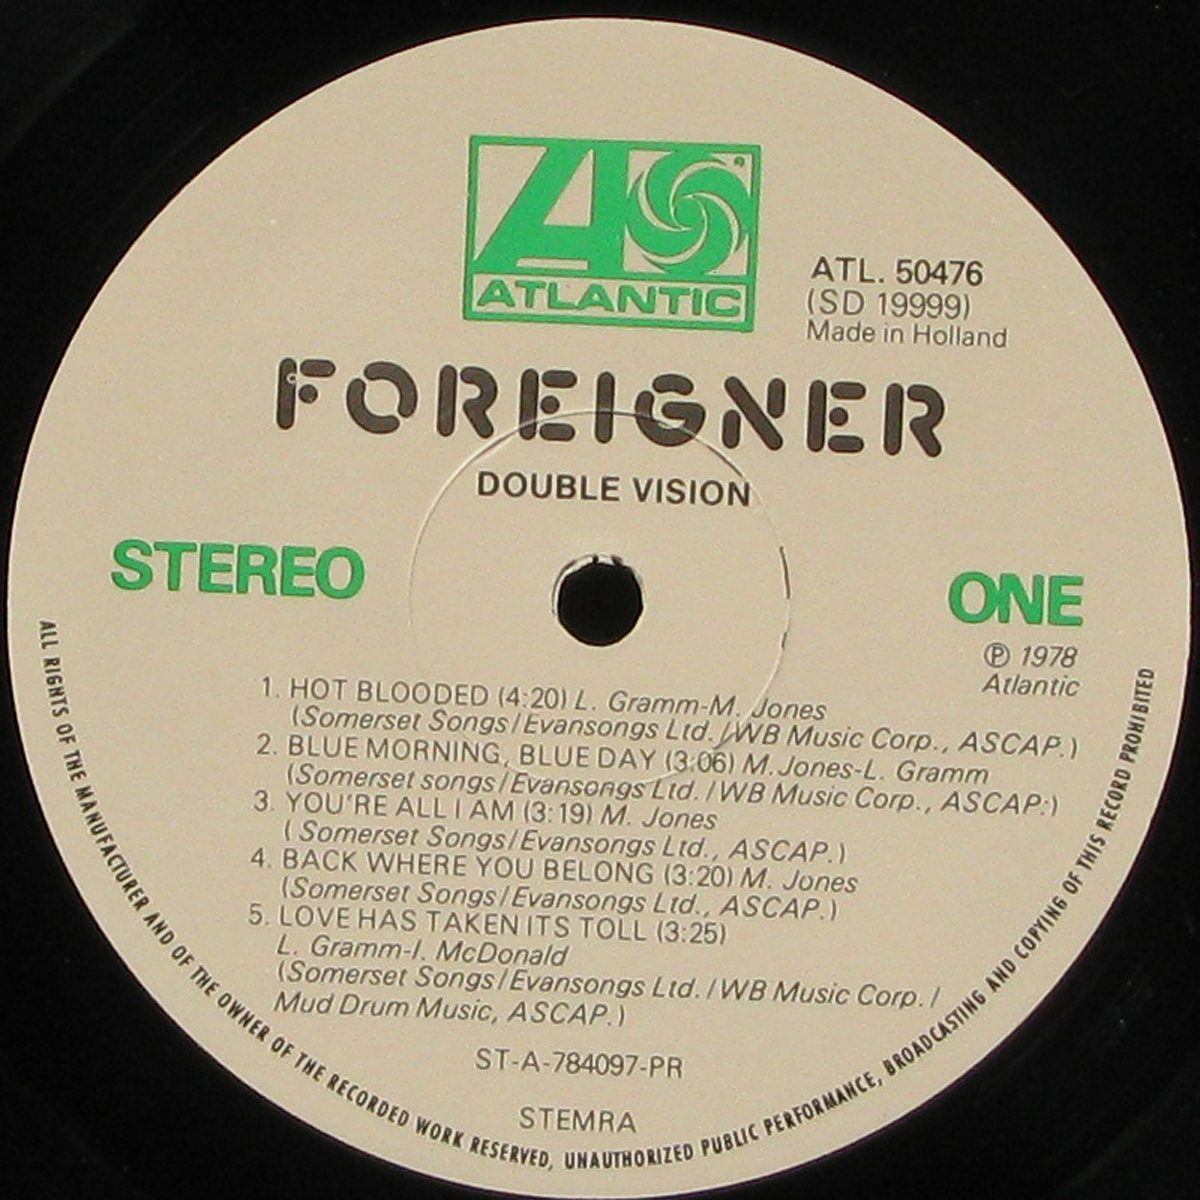 ATLANTIC
ATL. 50476
(SD 19999)
Made in Holland
FOREIGNER
DOUBLE VISION
STEREO
ONE
℗ 1978
Atlantic
1. HOT BLOODED (4:20) L. Gramm-M. Jones
(Somerset Songs/Evansongs Ltd./WB Music Corp., ASCAP.)
2. BLUE MORNING, BLUE DAY (3:06) M. Jones-L. Gramm
(Somerset songs/Evansongs Ltd./WB Music Corp., ASCAP.)
3. YOU'RE ALL I AM (3:19) M. Jones
(Somerset Songs/Evansongs Ltd., ASCAP.)
4. BACK WHERE YOU BELONG (3:20) M. Jones
(Somerset Songs/Evansongs Ltd., ASCAP.)
5. LOVE HAS TAKEN ITS TOLL (3:25)
L. Gramm-I. McDonald
(Somerset Songs/Evansongs Ltd./WB Music Corp./
Mud Drum Music, ASCAP.)
ST-A-784097-PR
STEMRA
ALL RIGHTS OF THE MANUFACTURER AND OF THE OWNER OF THE RECORDED WORK RESERVED, UNAUTHORIZED PUBLIC PERFORMANCE, BROADCASTING AND COPYING OF THIS RECORD PROHIBITED